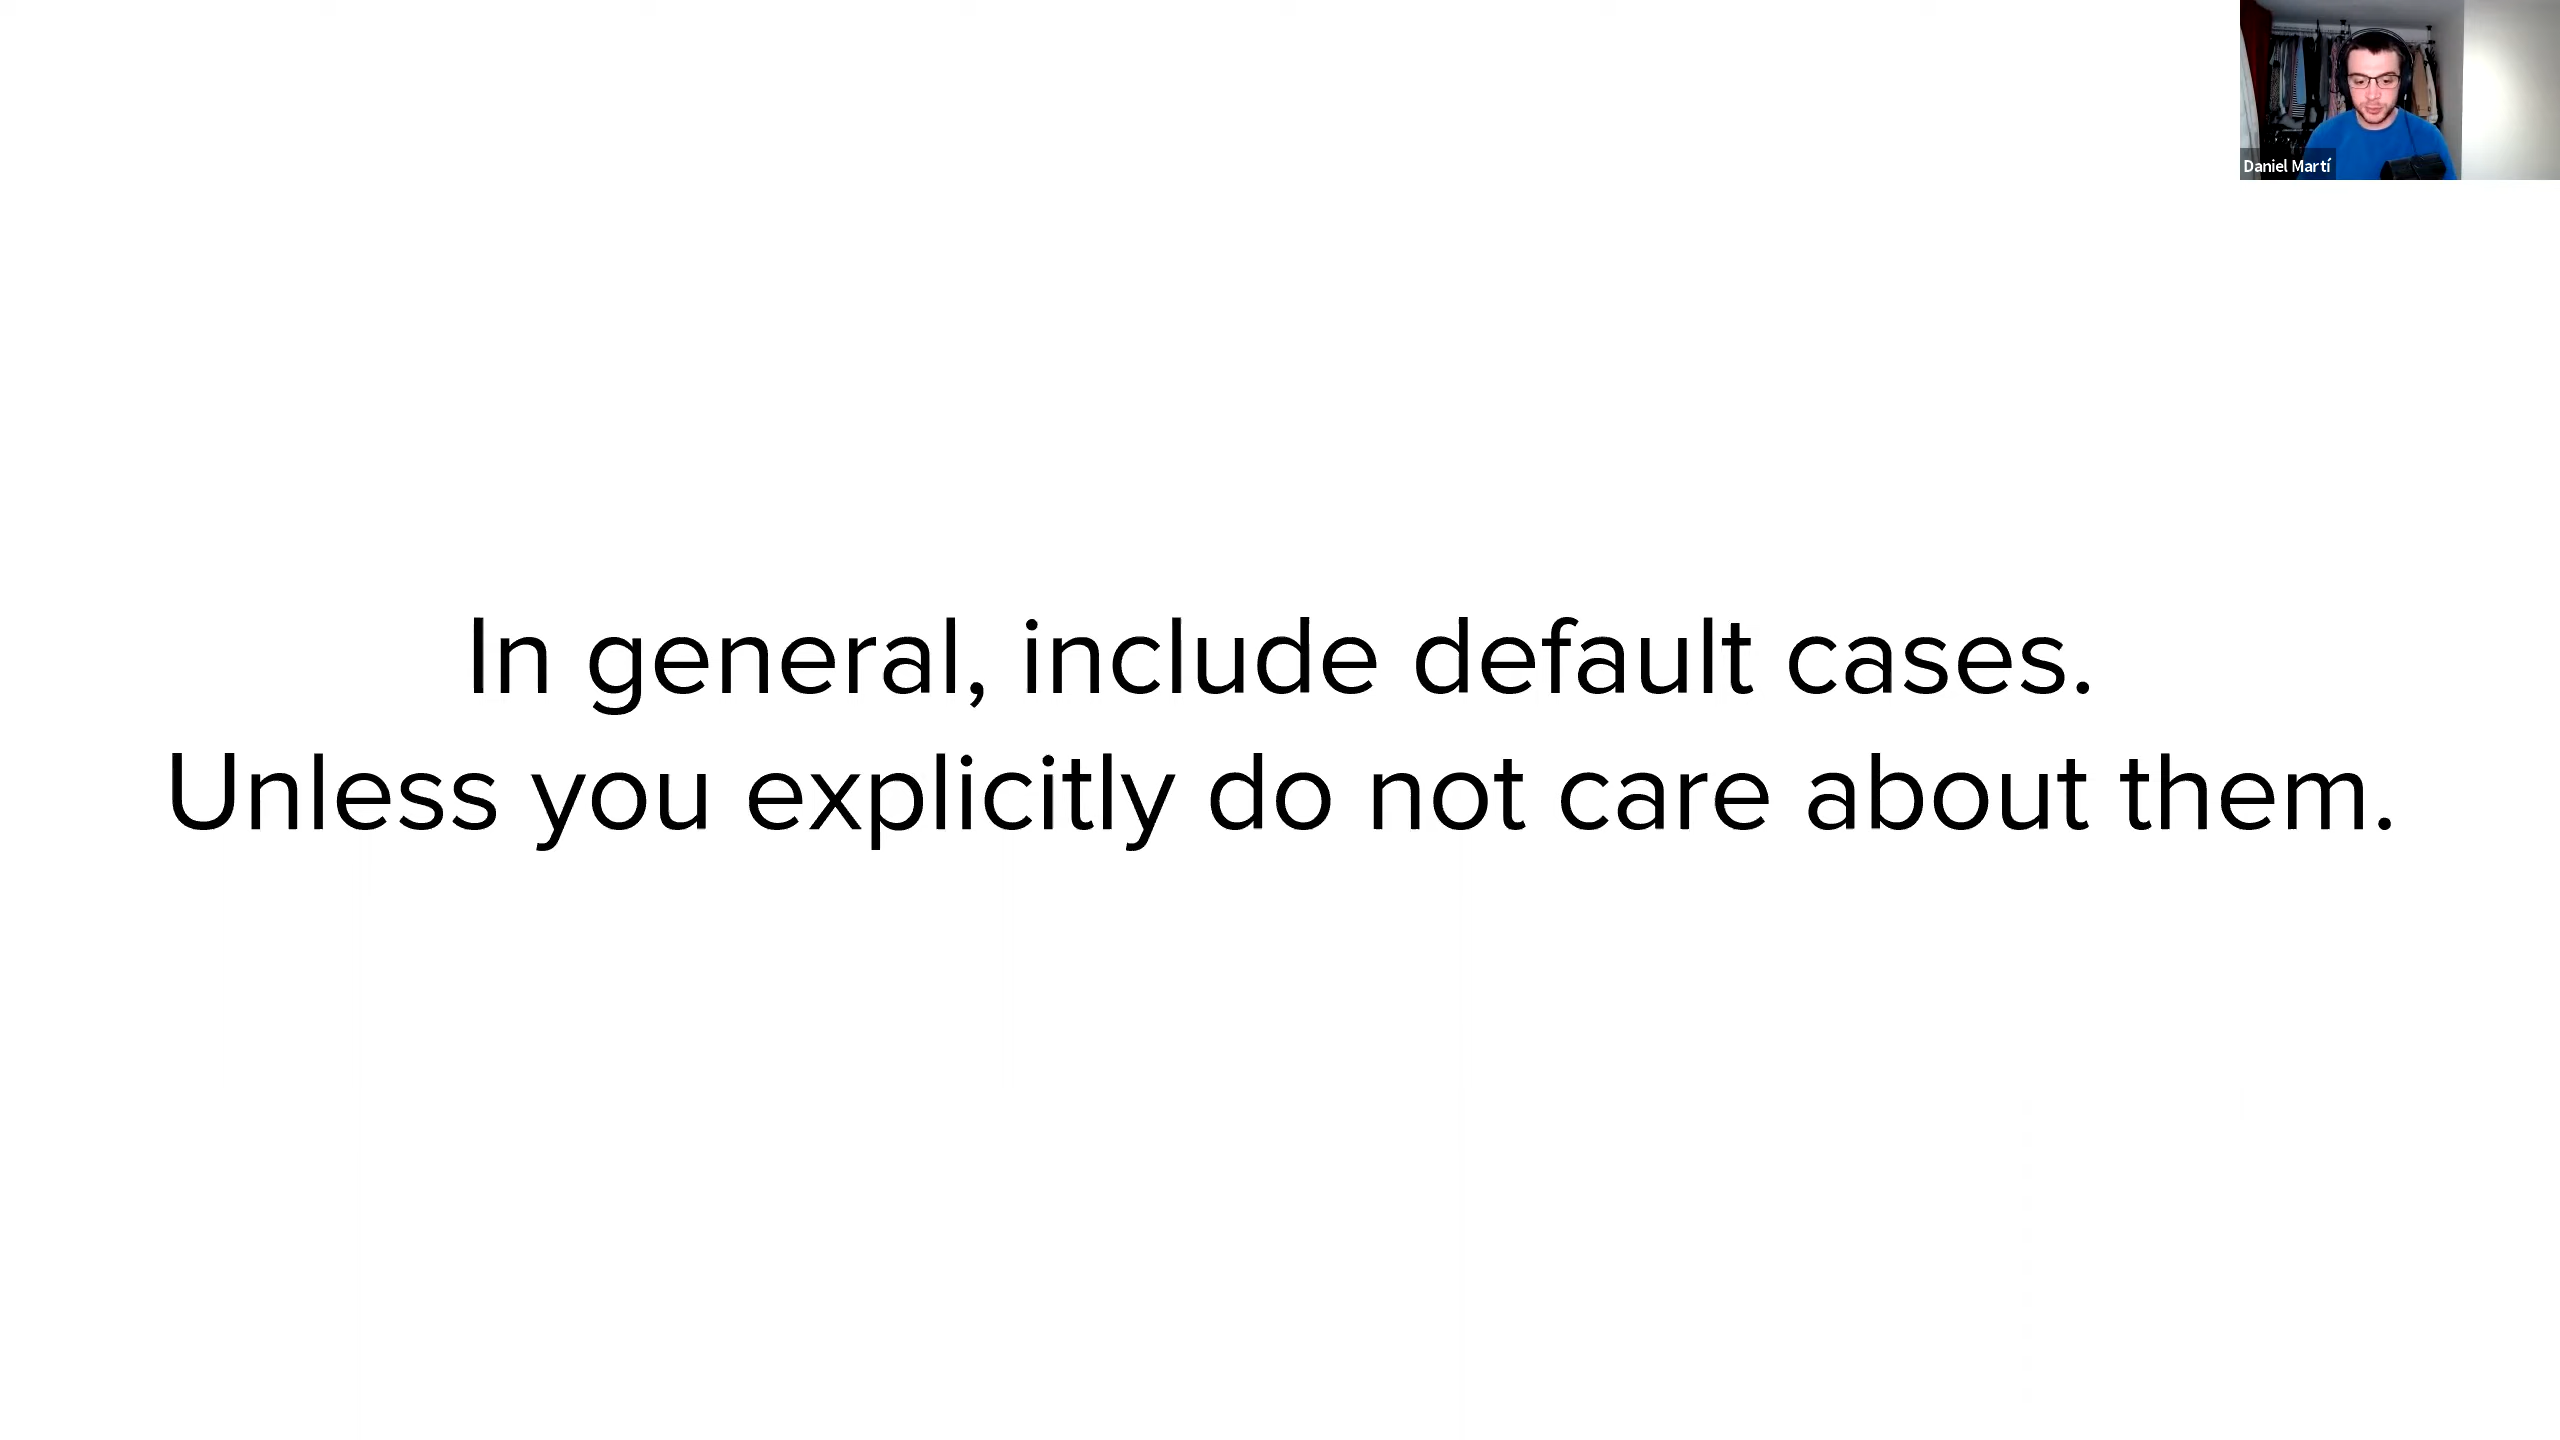 Daniel Martí
In general, include default cases.
Unless you explicitly do not care about them.